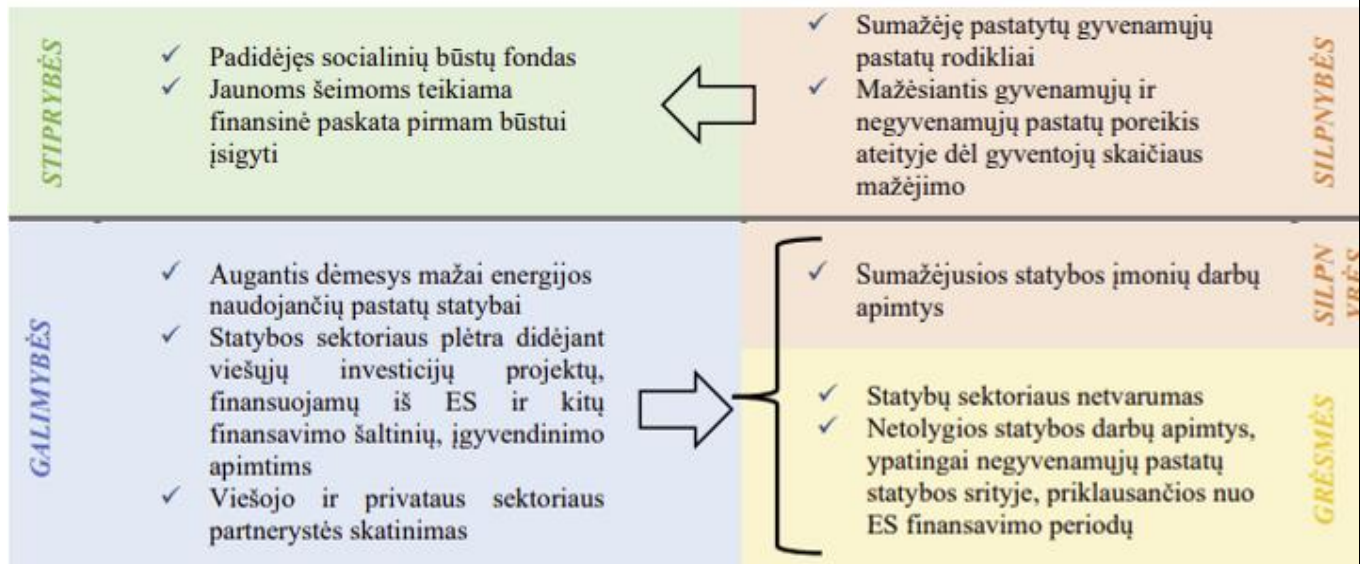 STIPRYBĖS
Padidėjęs socialinių būstų fondas
Jaunoms šeimoms teikiama
finansinė paskata pirmam būstui
įsigyti
Sumažėję pastatytų gyvenamųjų
pastatų rodikliai
Mažėsiantis gyvenamųjų ir
negyvenamųjų pastatų poreikis
ateityje dėl gyventojų skaičiaus
mažėjimo
SILPNYBĖS
GALIMYBĖS
Augantis dėmesys mažai energijos
naudojančių pastatų statybai
Statybos sektoriaus plėtra didėjant
viešųjų investicijų projektų,
finansuojamų iš ES ir kitų
finansavimo šaltinių, įgyvendinimo
apimtims
Viešojo ir privataus sektoriaus
partnerystės skatinimas
Sumažėjusios statybos įmonių darbų
apimtys
SILPN
YBĖS
Statybų sektoriaus netvarumas
Netolygios statybos darbų apimtys,
ypatingai negyvenamųjų pastatų
statybos srityje, priklausančios nuo
ES finansavimo periodų
GRĖSMĖS